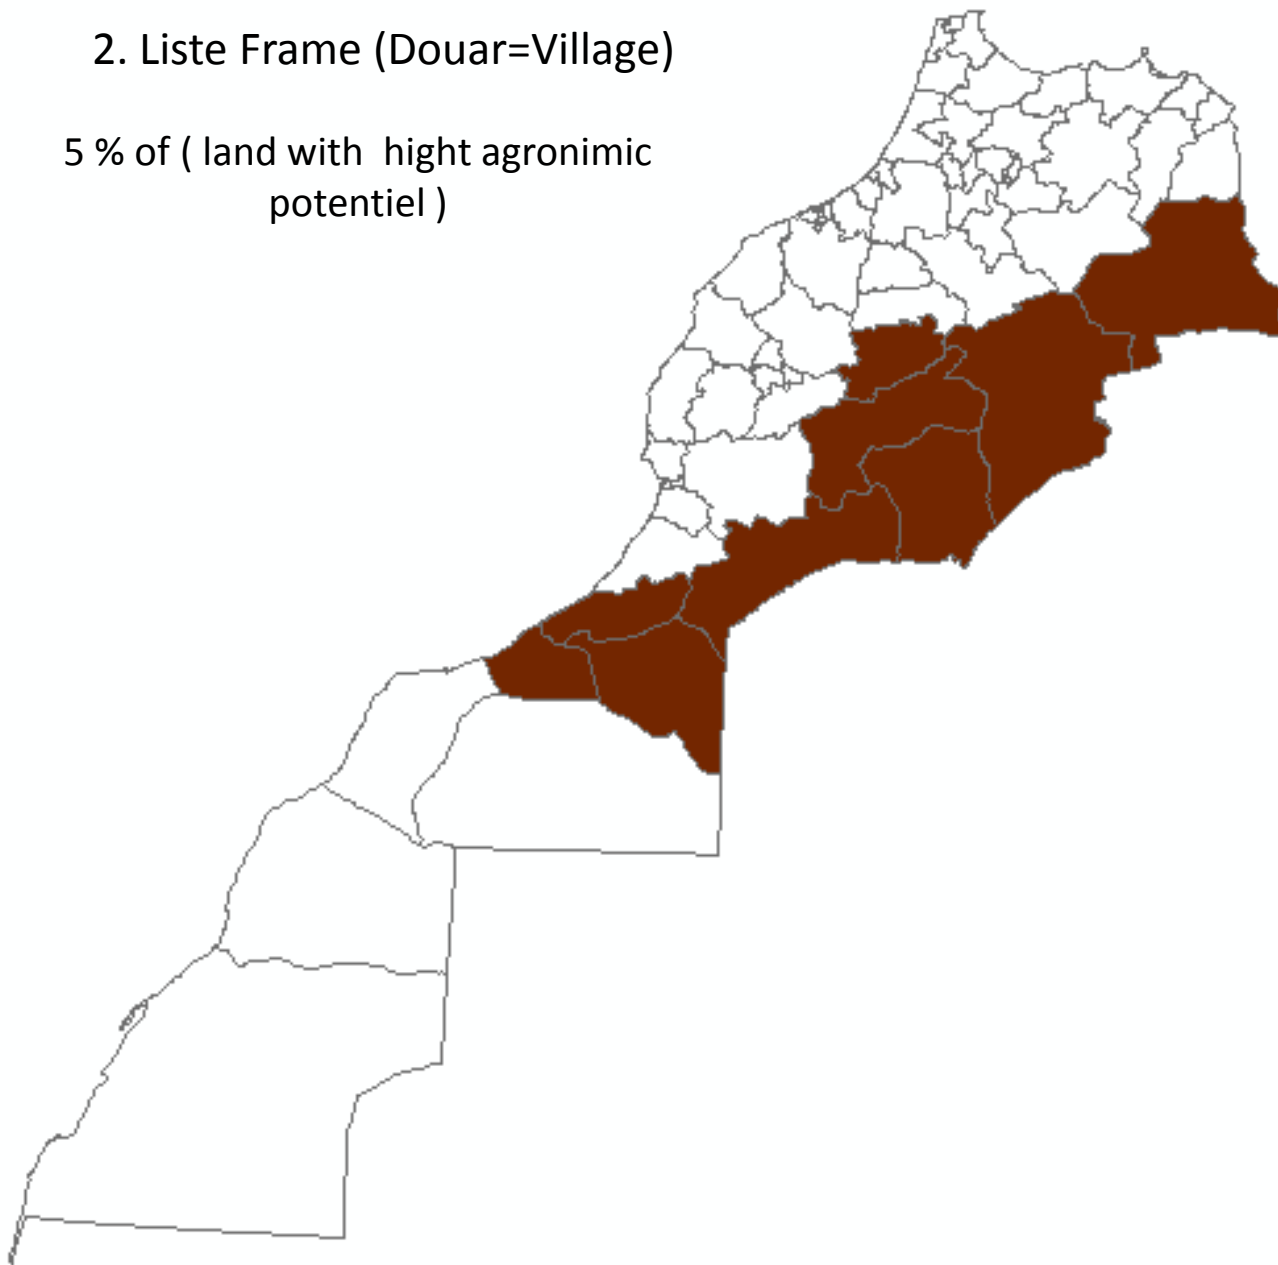 2. Liste Frame (Douar=Village)
5 % of ( land with hight agronimic
potentiel )